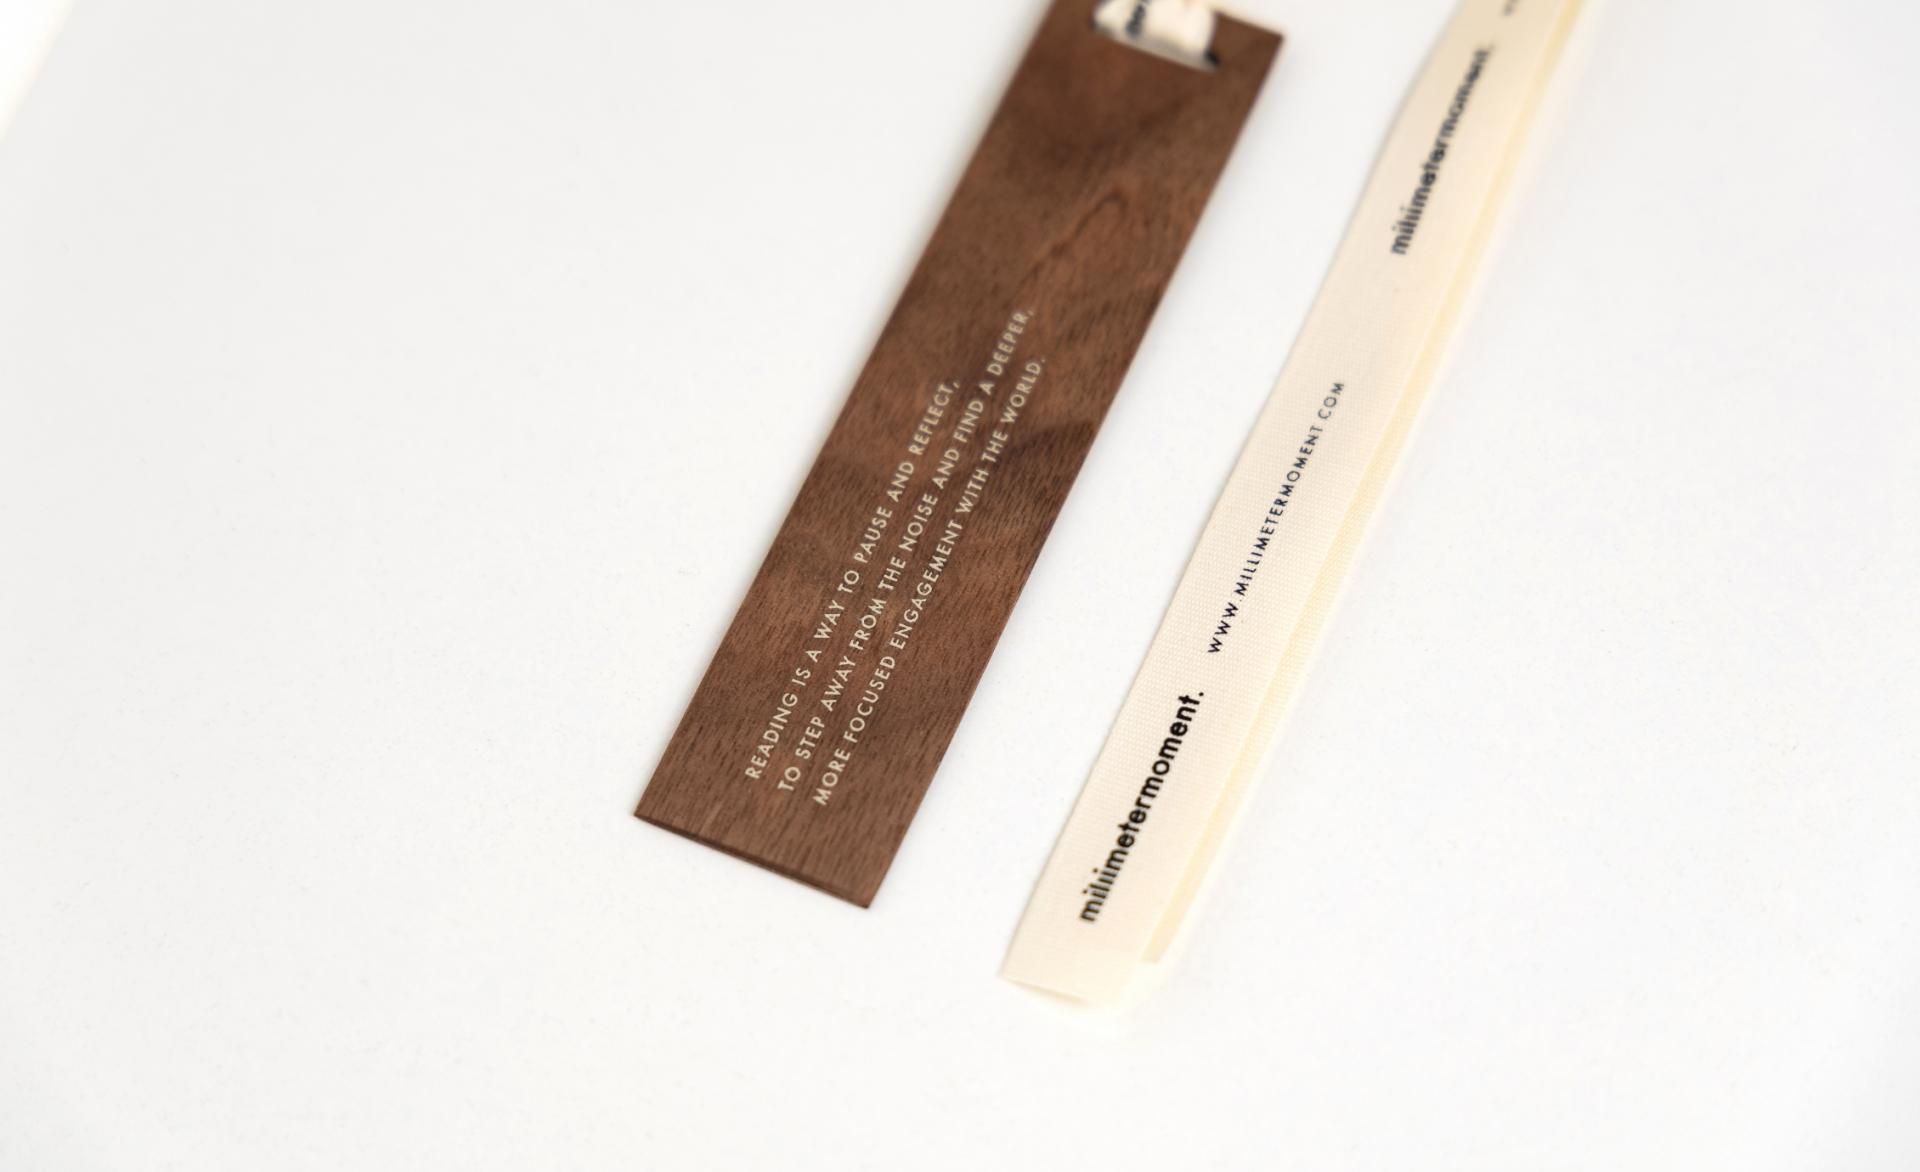 READING IS A WAY TO PAUSE AND REFLECT,
TO STEP AWAY FROM THE NOISE AND FIND A DEEPER,
MORE FOCUSED ENGAGEMENT WITH THE WORLD.
millimetermoment.
WWW.MILLIMETERMOMENT.COM
millimetermoment.